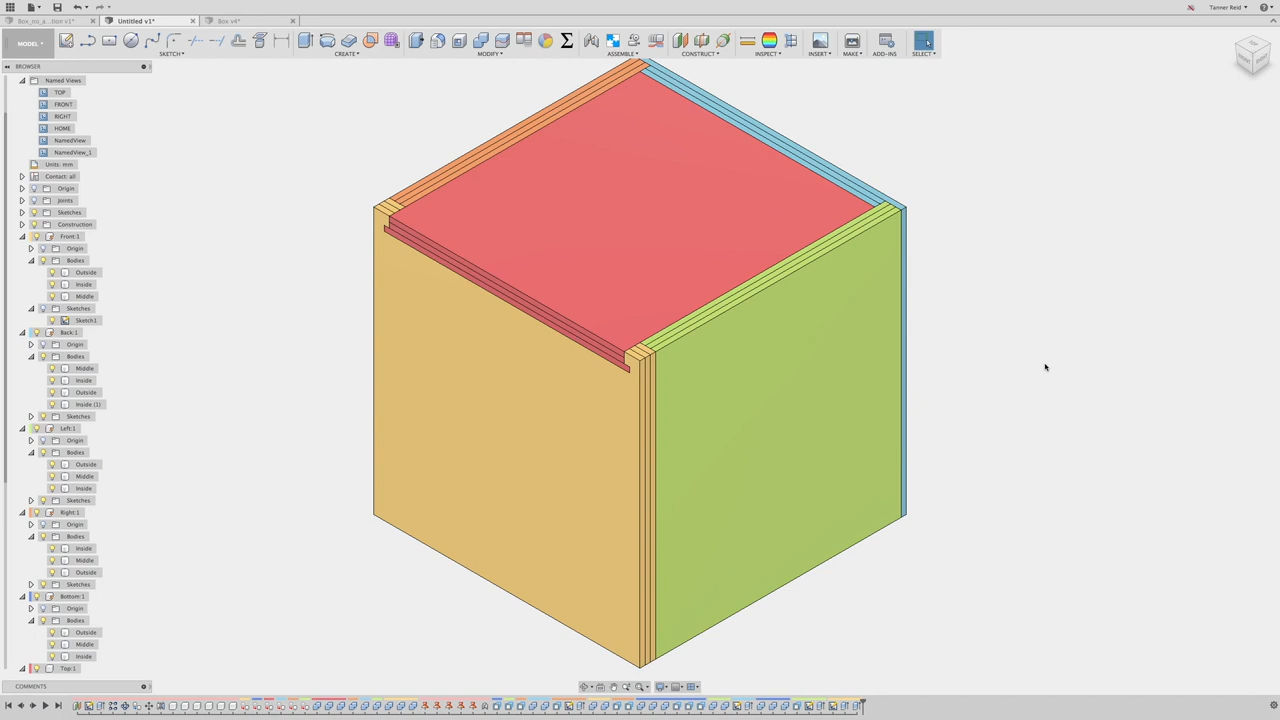 Tanner Reid
Box_no_a...tion v1*
Untitled v1*
Box v4*
MODEL
SKETCH
CREATE
MODIFY
ASSEMBLE
CONSTRUCT
INSPECT
INSERT
MAKE
ADD-INS
SELECT
BROWSER
Named Views
TOP
FRONT
RIGHT
HOME
NamedView
NamedView_1
Units: mm
Contact: all
Origin
Joints
Sketches
Construction
Front:1
Origin
Bodies
Outside
Inside
Middle
Sketches
Sketch1
Back:1
Origin
Bodies
Middle
Inside
Outside
Inside (1)
Sketches
Left:1
Origin
Bodies
Outside
Middle
Inside
Sketches
Right:1
Origin
Bodies
Inside
Middle
Outside
Sketches
Bottom:1
Origin
Bodies
Outside
Middle
Inside
Top:1
COMMENTS